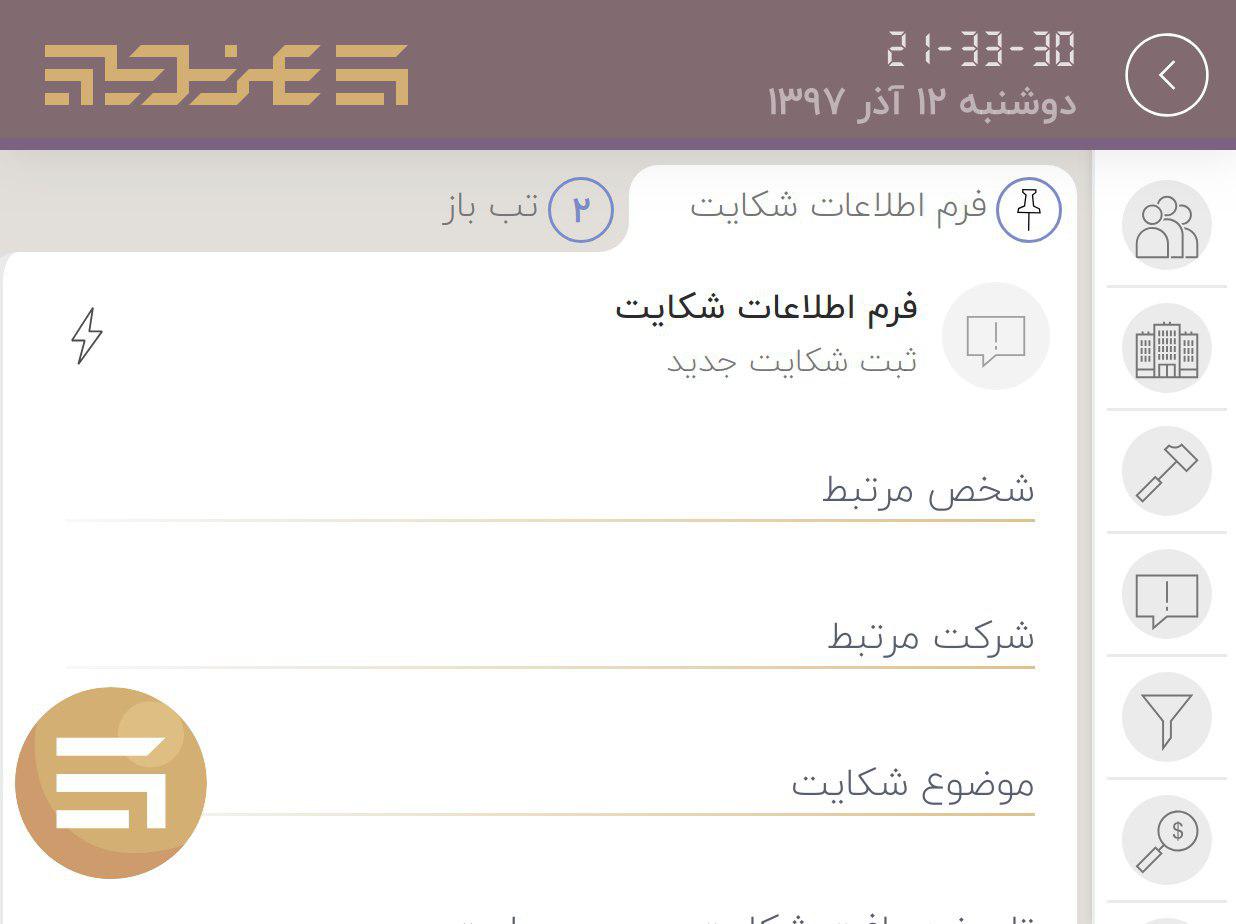 21-33-30
دوشنبه ۱۲ آذر ۱۳۹۷
فرم اطلاعات شکایت
۲ تب باز
فرم اطلاعات شکایت
ثبت شکایت جدید
شخص مرتبط
شرکت مرتبط
موضوع شکایت
$